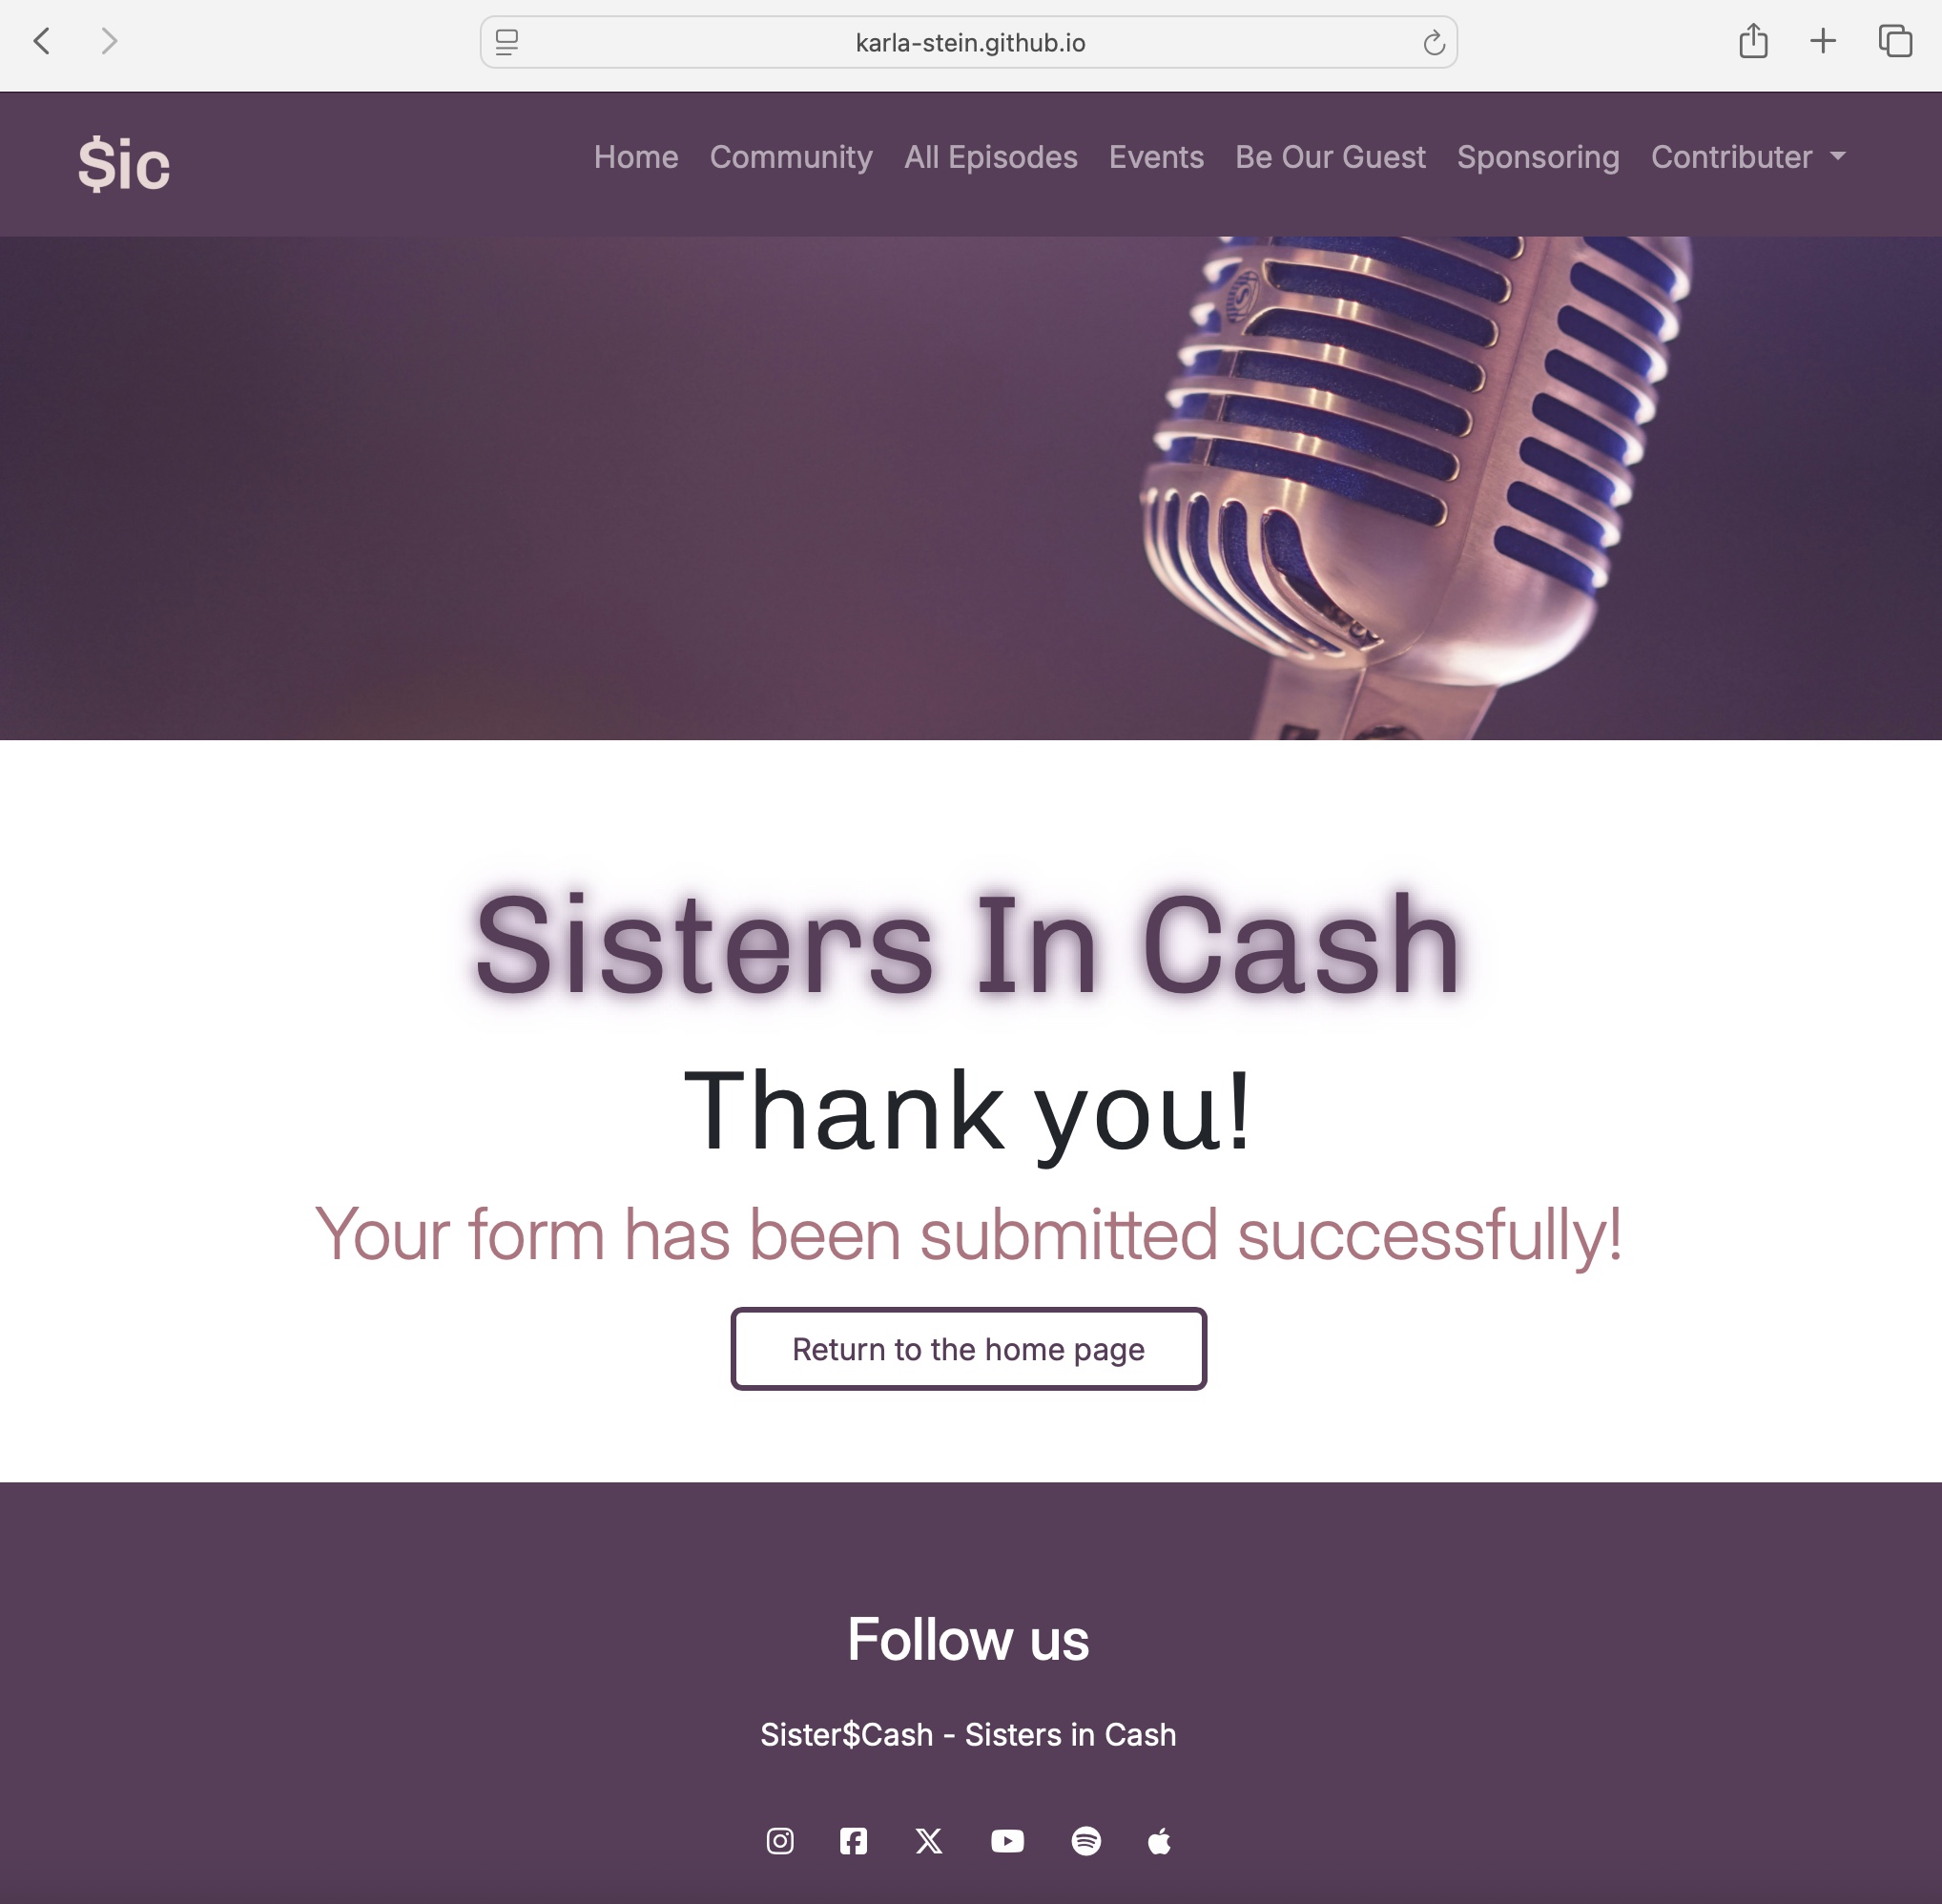 karla-stein.github.io
$ic
Home Community All Episodes Events Be Our Guest Sponsoring Contributer
Sisters In Cash
Thank you!
Your form has been submitted successfully!
Return to the home page
Follow us
Sister$Cash - Sisters in Cash